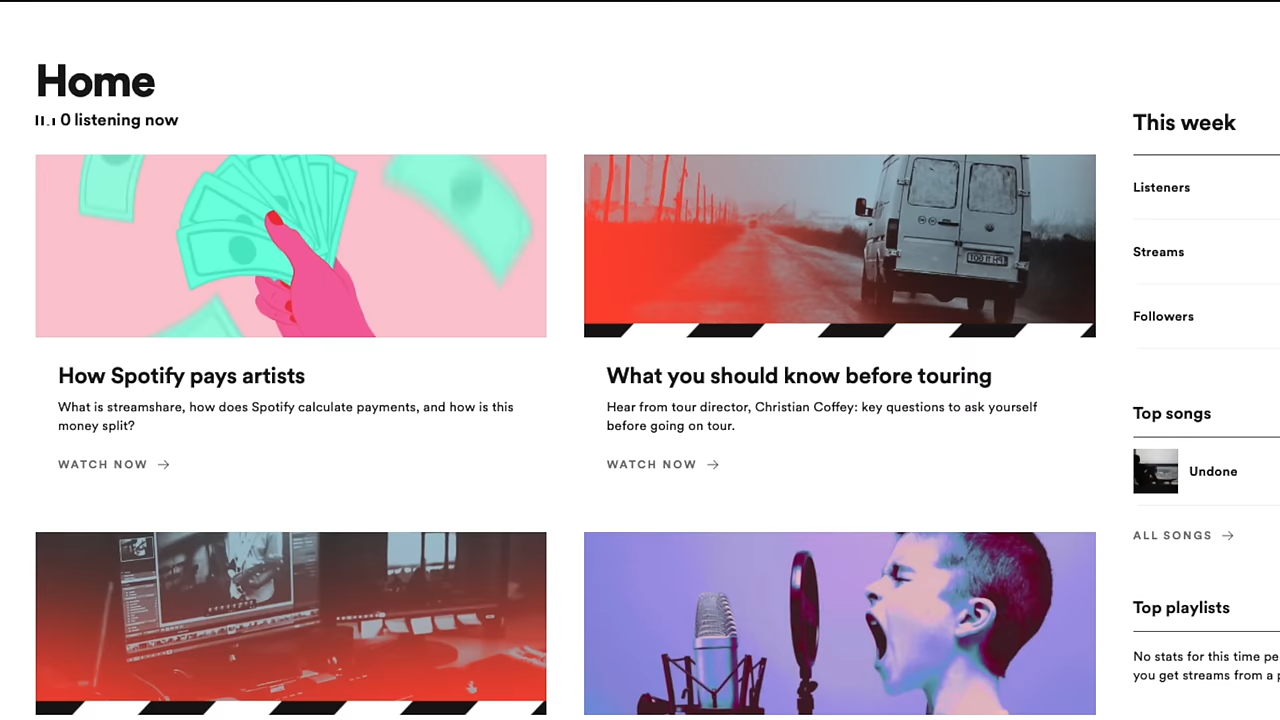 Home
0 listening now
How Spotify pays artists
What is streamshare, how does Spotify calculate payments, and how is this
money split?
WATCH NOW
What you should know before touring
Hear from tour director, Christian Coffey: key questions to ask yourself
before going on tour.
WATCH NOW
This week
Listeners
Streams
Followers
Top songs
Undone
ALL SONGS
Top playlists
No stats for this time pe
you get streams from a p